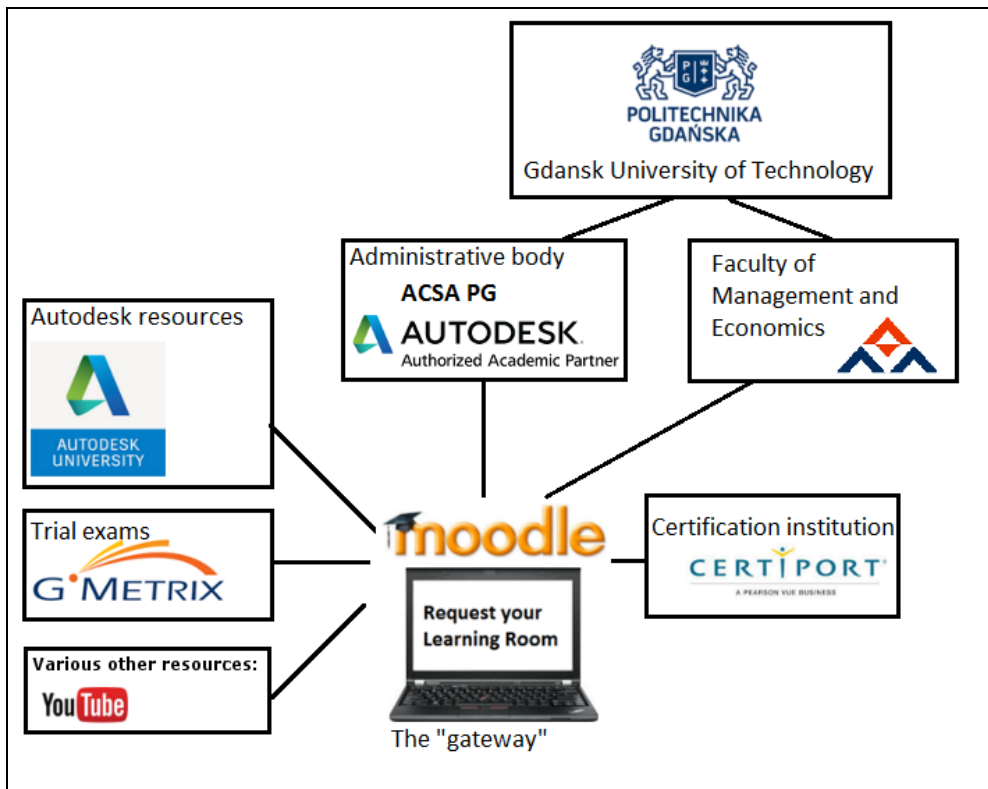 POLITECHNIKA
GDAŃSKA
Gdansk University of Technology
Administrative body
ACSA PG
AUTODESK.
Authorized Academic Partner
Faculty of
Management and
Economics
Autodesk resources
AUTODESK
UNIVERSITY
Trial exams
G·METRIX
Various other resources:
YouTube
moodle
Request your
Learning Room
The "gateway"
Certification institution
CERTIPORT
A PEARSON VUE BUSINESS